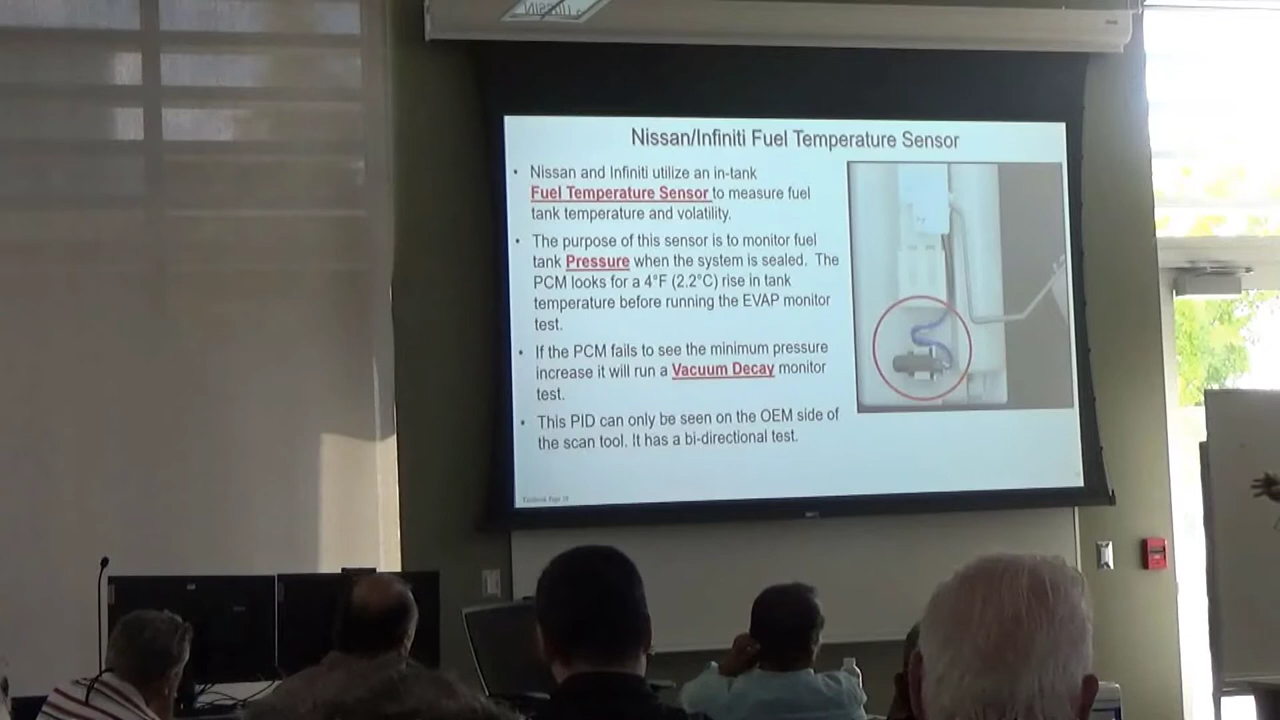 Nissan/Infiniti Fuel Temperature Sensor
• Nissan and Infiniti utilize an in-tank
Fuel Temperature Sensor to measure fuel
tank temperature and volatility.
• The purpose of this sensor is to monitor fuel
tank Pressure when the system is sealed. The
PCM looks for a 4°F (2.2°C) rise in tank
temperature before running the EVAP monitor
test.
• If the PCM fails to see the minimum pressure
increase it will run a Vacuum Decay monitor
test.
• This PID can only be seen on the OEM side of
the scan tool. It has a bi-directional test.